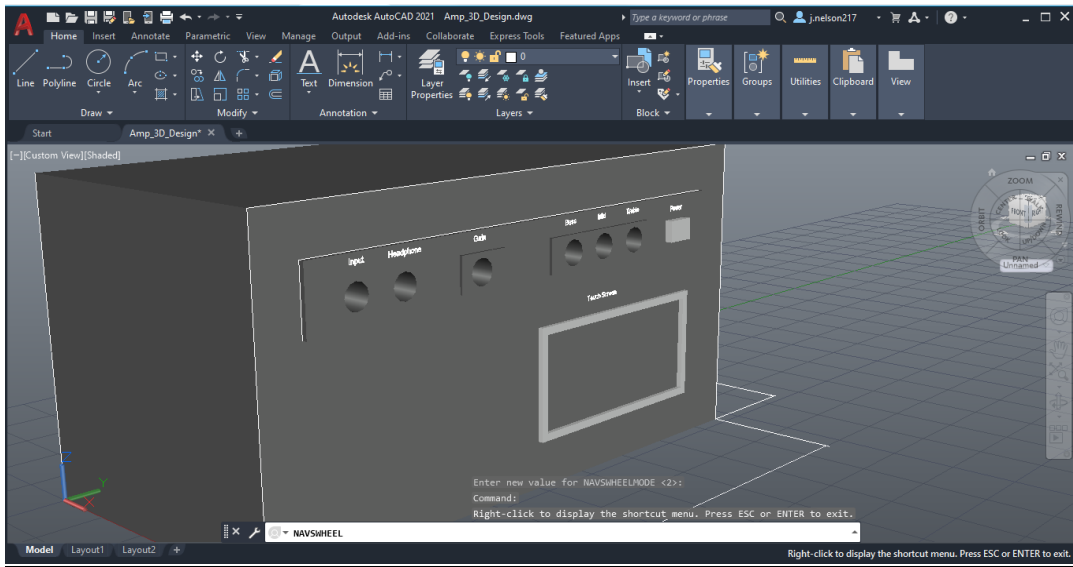 Autodesk AutoCAD 2021 Amp_3D_Design.dwg
Type a keyword or phrase
j.nelson217
Home Insert Annotate Parametric View Manage Output Add-ins Collaborate Express Tools Featured Apps
0
Line Polyline Circle Arc
Text Dimension
Layer Properties
Insert
Properties Groups Utilities Clipboard View
Draw Modify Annotation Layers Block
Start Amp_3D_Design*
[−][Custom View][Shaded]
ZOOM
ORBIT
REWIND
PAN
FRONT
Unnamed
Input Headphone Gain Bass Mid Treble Power
Touch Screen
Z
Y
X
Enter new value for NAVSWHEELMODE <2>:
Command:
Right-click to display the shortcut menu. Press ESC or ENTER to exit.
NAVSWHEEL
Model Layout1 Layout2 +
Right-click to display the shortcut menu. Press ESC or ENTER to exit.